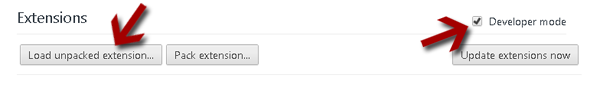 Extensions
Developer mode
Load unpacked extension... Pack extension... Update extensions now